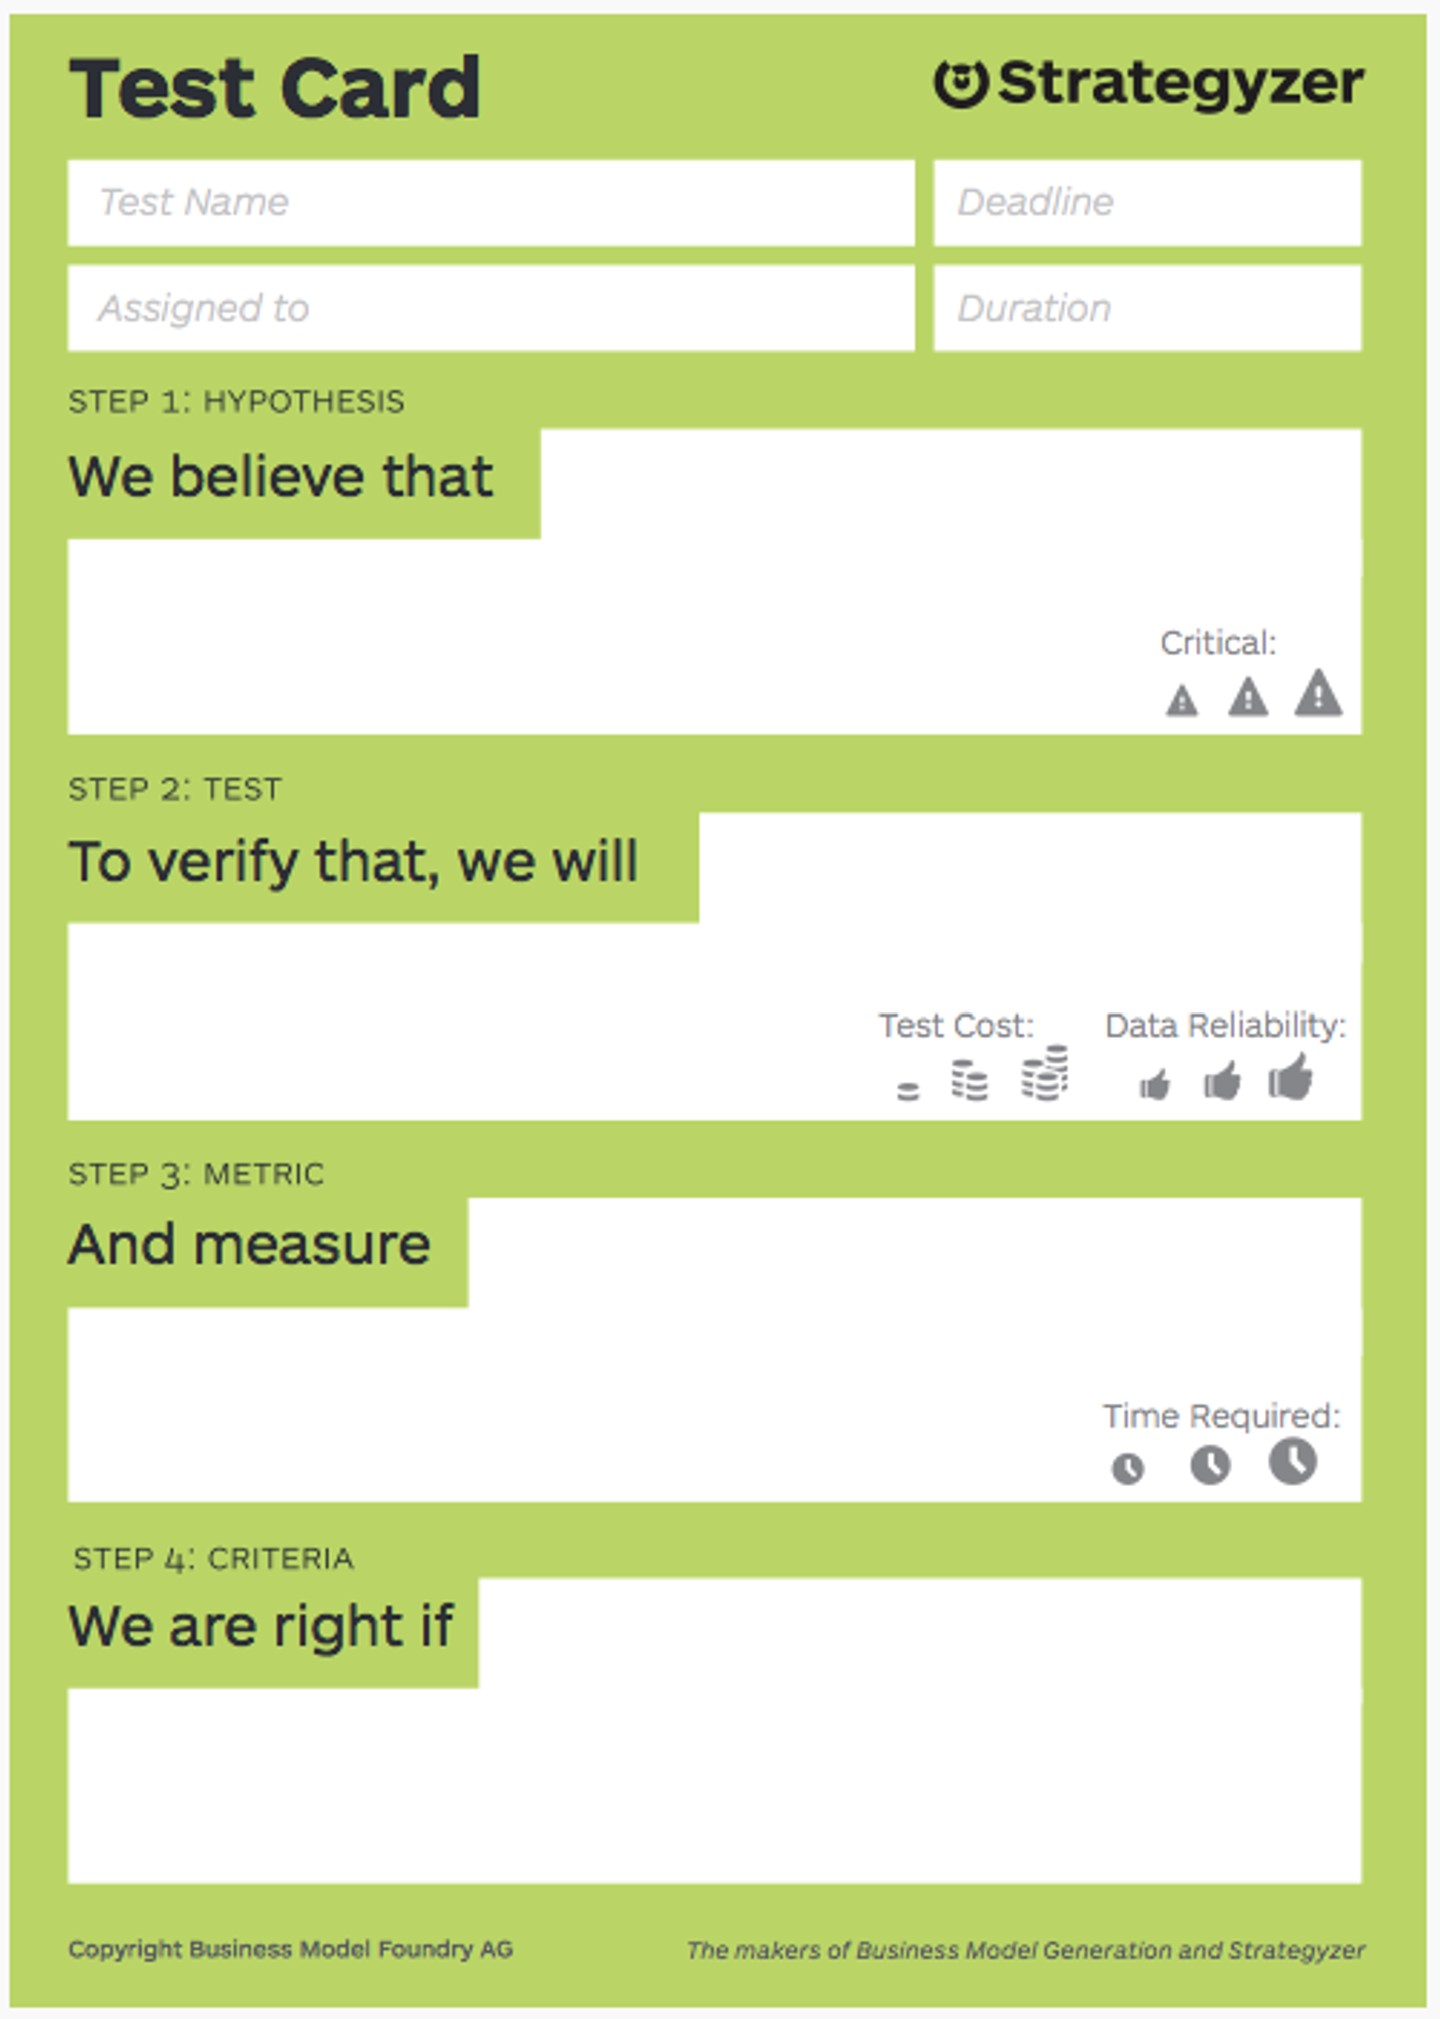 Test Card
Strategyzer
Test Name
Deadline
Assigned to
Duration
STEP 1: HYPOTHESIS
We believe that
Critical:
STEP 2: TEST
To verify that, we will
Test Cost:
Data Reliability:
STEP 3: METRIC
And measure
Time Required:
STEP 4: CRITERIA
We are right if
Copyright Business Model Foundry AG
The makers of Business Model Generation and Strategyzer